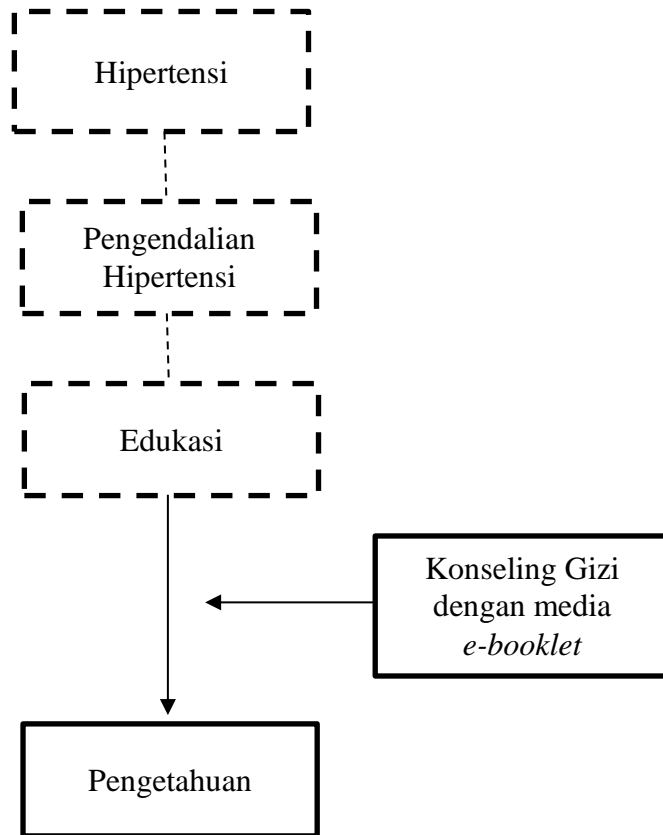 Hipertensi
Pengendalian
Hipertensi
Edukasi
Konseling Gizi
dengan media
e-booklet
Pengetahuan